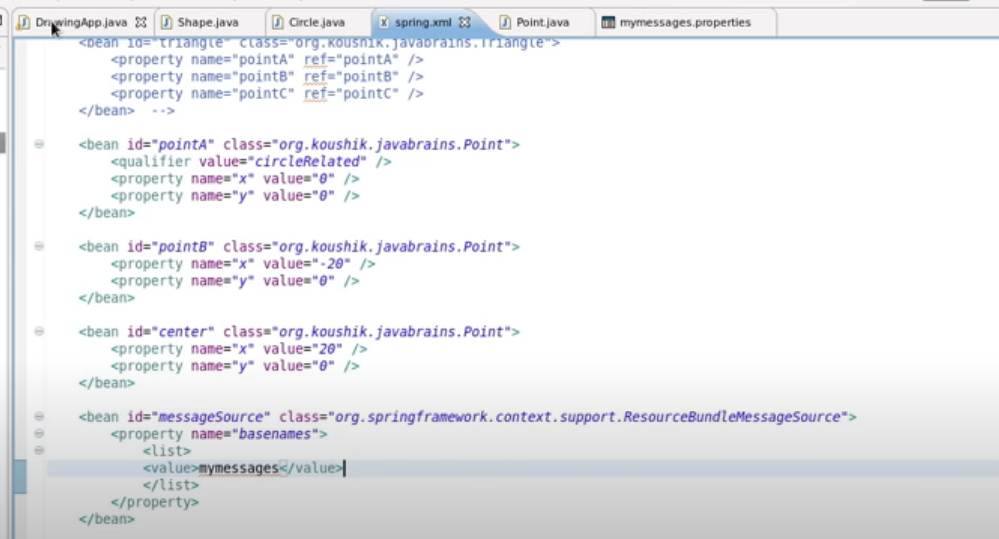 DrawingApp.java Shape.java Circle.java spring.xml Point.java mymessages.properties
<bean id="triangle" class="org.koushik.javabrains.Triangle">
<property name="pointA" ref="pointA" />
<property name="pointB" ref="pointB" />
<property name="pointC" ref="pointC" />
</bean> -->
<bean id="pointA" class="org.koushik.javabrains.Point">
<qualifier value="circleRelated" />
<property name="x" value="0" />
<property name="y" value="0" />
</bean>
<bean id="pointB" class="org.koushik.javabrains.Point">
<property name="x" value="-20" />
<property name="y" value="0" />
</bean>
<bean id="center" class="org.koushik.javabrains.Point">
<property name="x" value="20" />
<property name="y" value="0" />
</bean>
<bean id="messageSource" class="org.springframework.context.support.ResourceBundleMessageSource">
<property name="basenames">
<list>
<value>mymessages</value>
</list>
</property>
</bean>